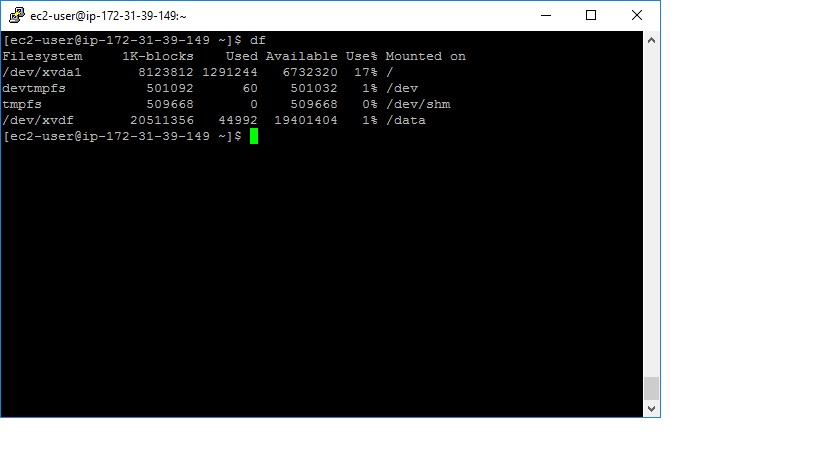 ec2-user@ip-172-31-39-149:~
[ec2-user@ip-172-31-39-149 ~]$ df
Filesystem     1K-blocks    Used Available Use% Mounted on
/dev/xvda1       8123812 1291244   6732320  17% /
devtmpfs          501092      60    501032   1% /dev
tmpfs             509668       0    509668   0% /dev/shm
/dev/xvdf       20511356   44992  19401404   1% /data
[ec2-user@ip-172-31-39-149 ~]$